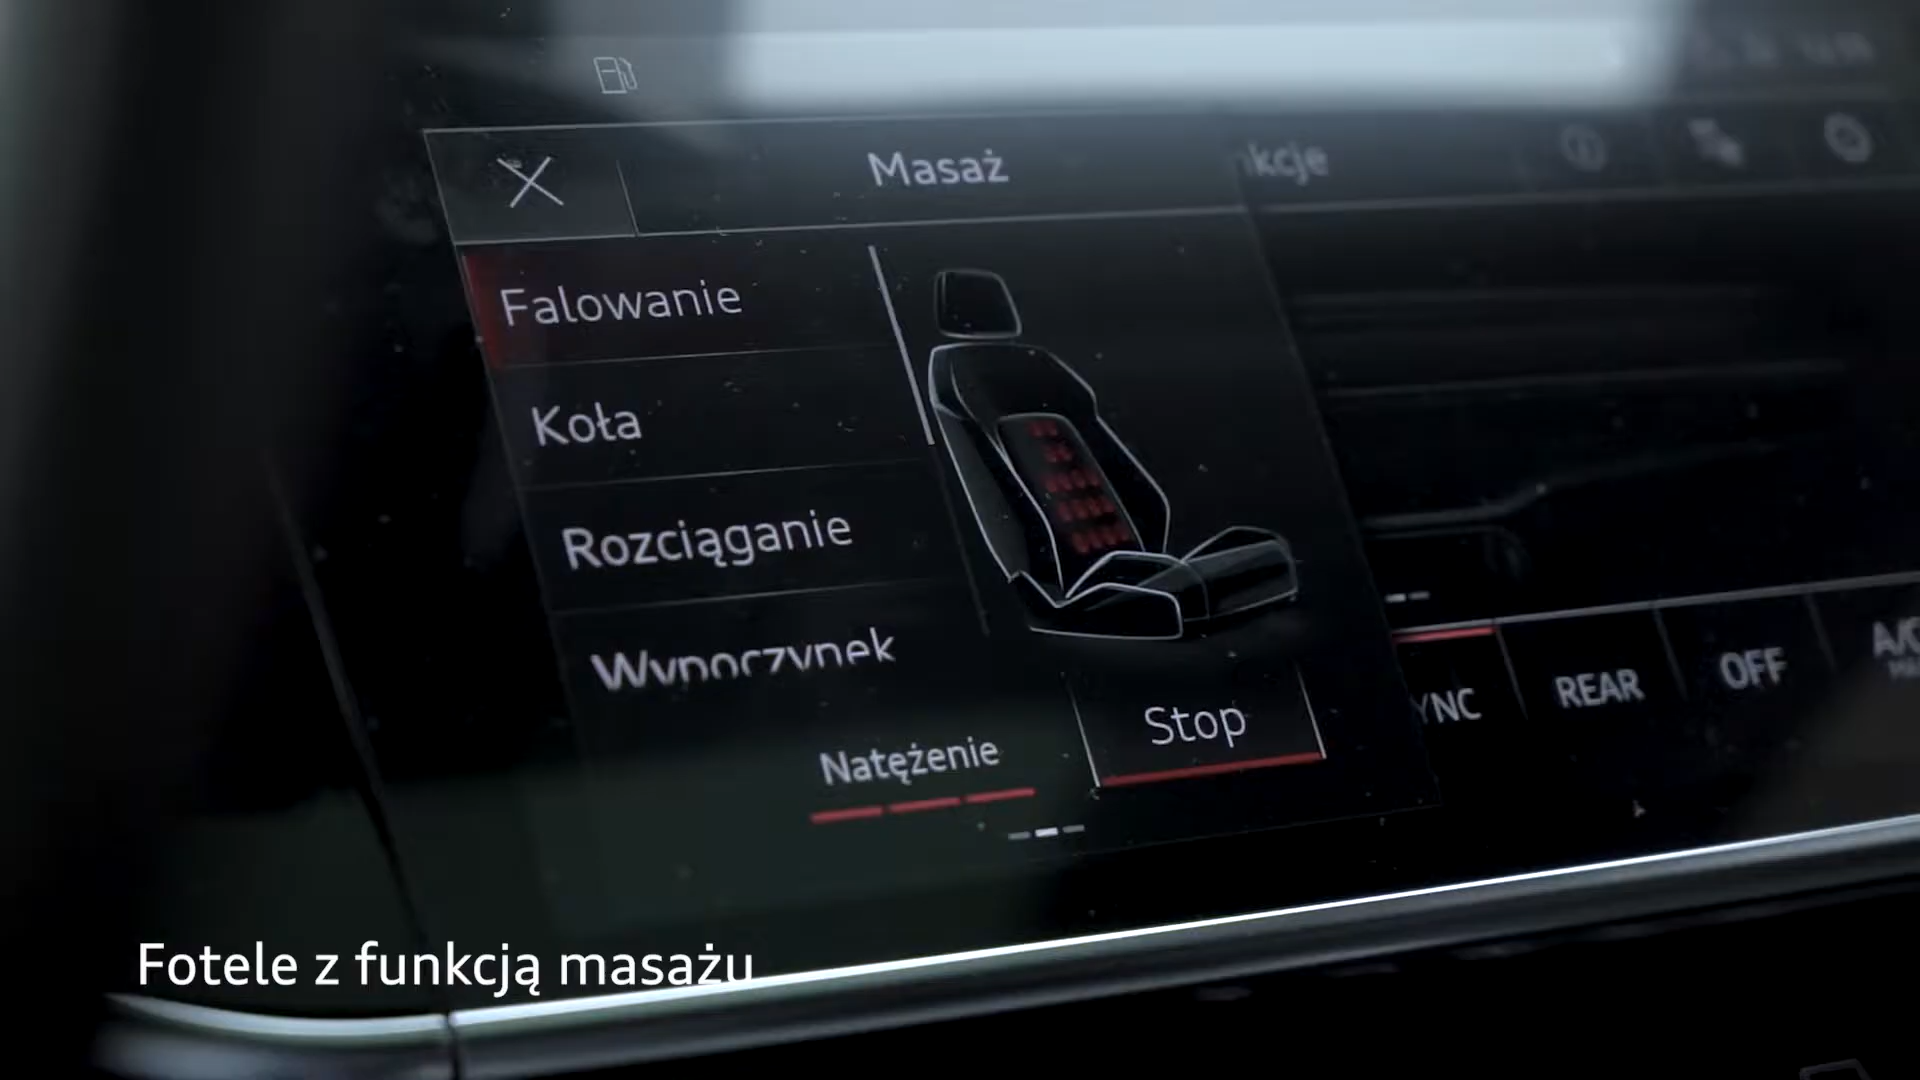 Masaż
Falowanie
Koła
Rozciąganie
Wypoczynek
Natężenie
Stop
REAR
OFF
Fotele z funkcją masażu